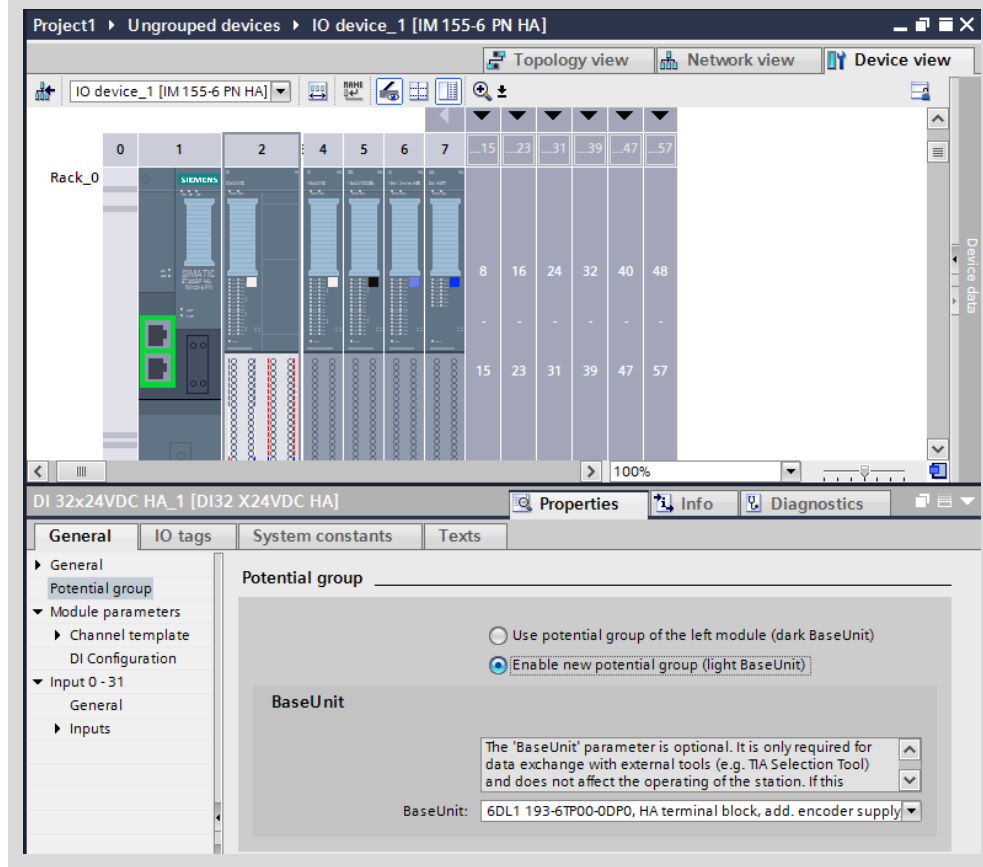 Project1 ▸ Ungrouped devices ▸ IO device_1 [IM 155-6 PN HA]
Topology view Network view Device view
IO device_1 [IM 155-6 PN HA]
0 1 2 4 5 6 7 ...15 ...23 ...31 ...39 ...47 ...57
Rack_0
SIEMENS
SIMATIC
8 16 24 32 40 48
- - - - - -
15 23 31 39 47 57
Device data
100%
DI 32x24VDC HA_1 [DI32 X24VDC HA]
Properties Info Diagnostics
General IO tags System constants Texts
General
Potential group
Module parameters
Channel template
DI Configuration
Input 0 - 31
General
Inputs
Potential group
Use potential group of the left module (dark BaseUnit)
Enable new potential group (light BaseUnit)
BaseUnit
The 'BaseUnit' parameter is optional. It is only required for
data exchange with external tools (e.g. TIA Selection Tool)
and does not affect the operating of the station. If this
BaseUnit: 6DL1 193-6TP00-0DP0, HA terminal block, add. encoder supply